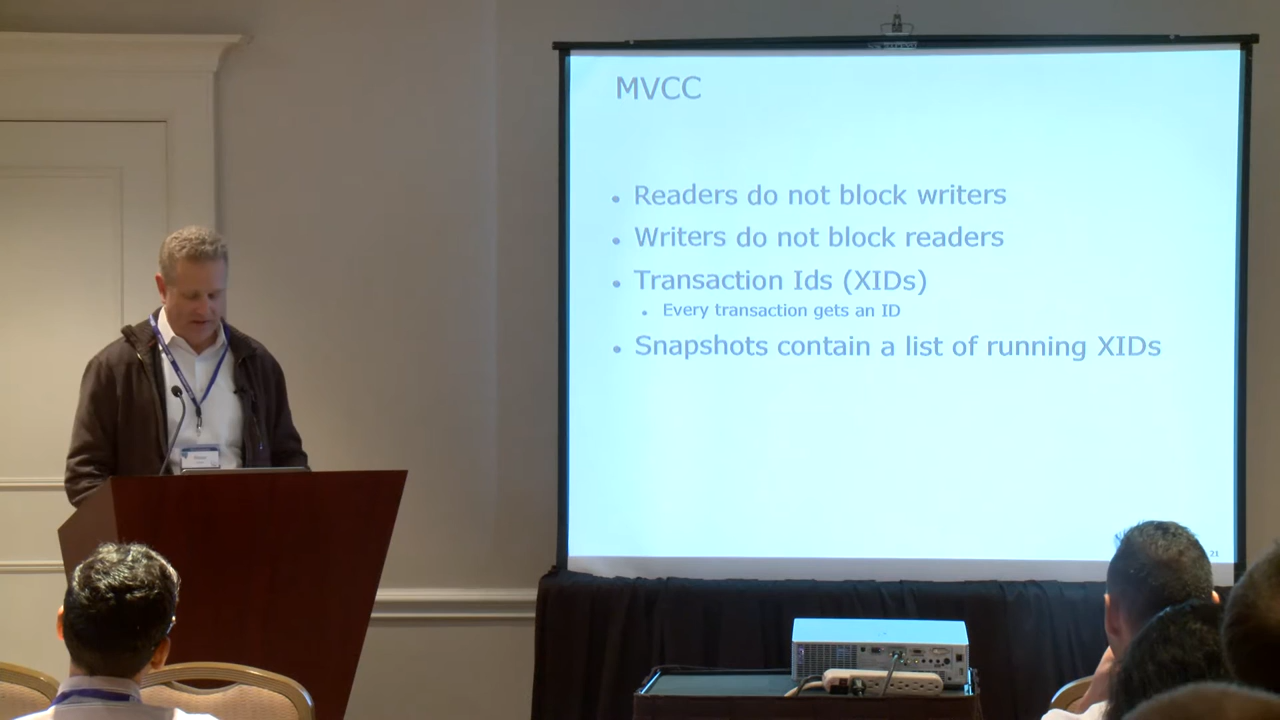 MVCC
• Readers do not block writers
• Writers do not block readers
• Transaction Ids (XIDs)
• Every transaction gets an ID
• Snapshots contain a list of running XIDs
21